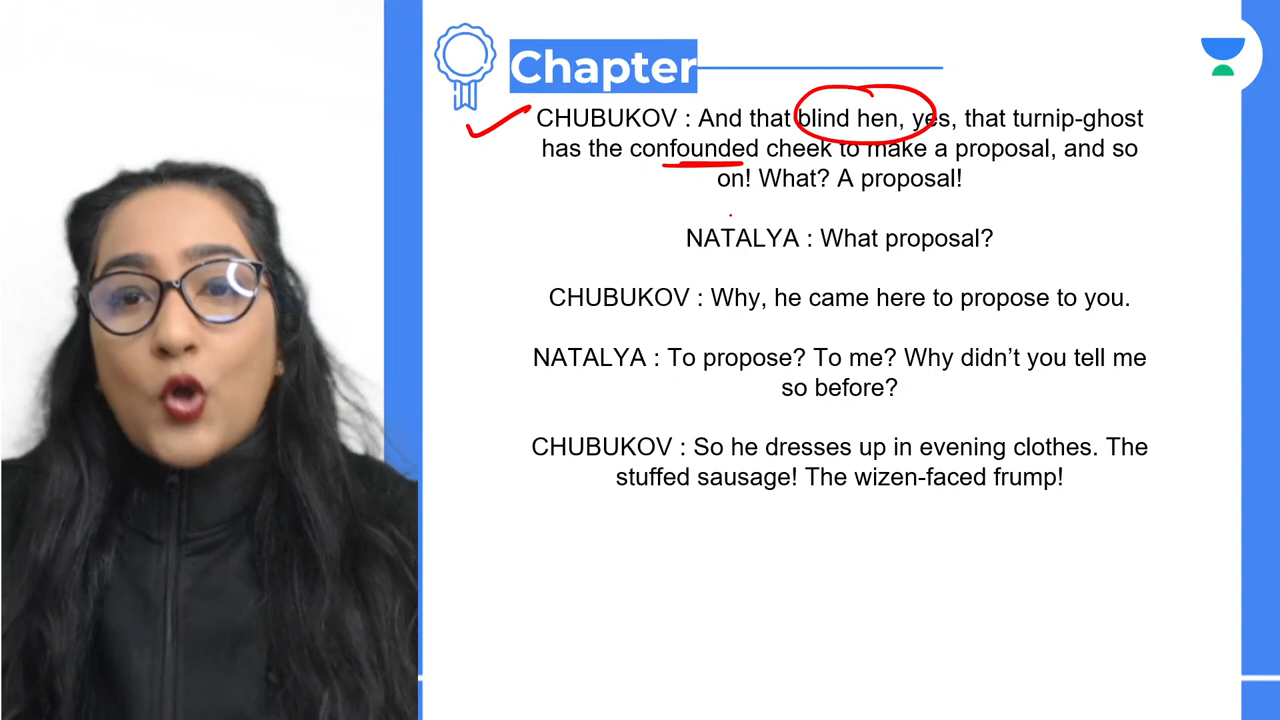 Chapter
CHUBUKOV : And that blind hen, yes, that turnip-ghost
has the confounded cheek to make a proposal, and so
on! What? A proposal!
NATALYA : What proposal?
CHUBUKOV : Why, he came here to propose to you.
NATALYA : To propose? To me? Why didn’t you tell me
so before?
CHUBUKOV : So he dresses up in evening clothes. The
stuffed sausage! The wizen-faced frump!